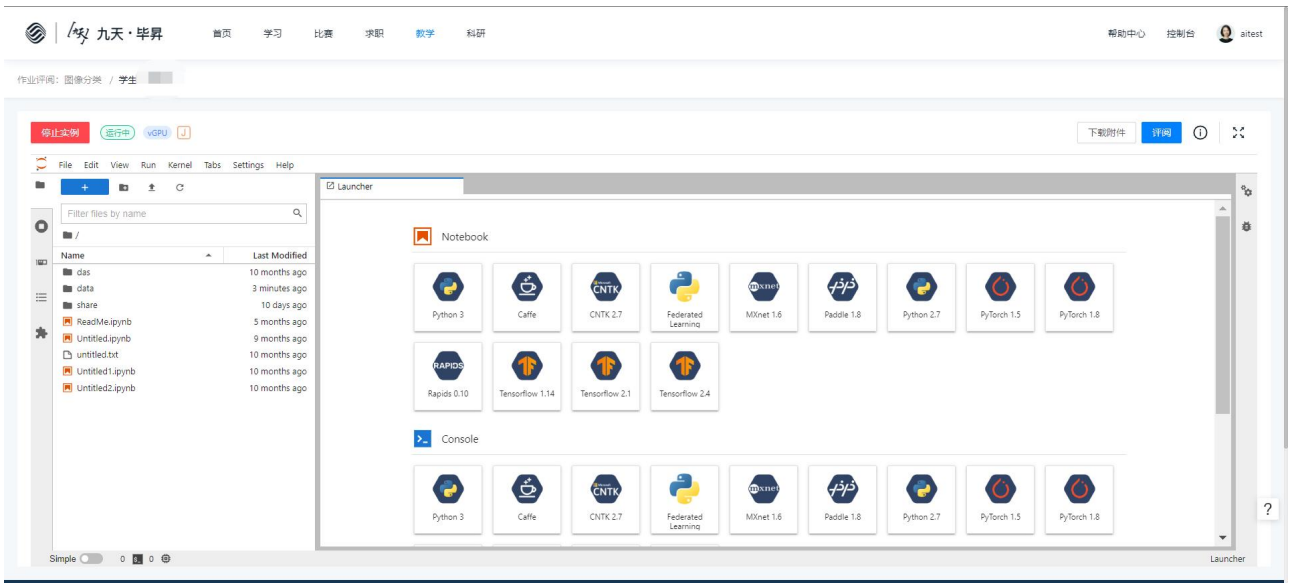 九天·毕昇 首页 学习 比赛 求职 教学 科研 帮助中心 控制台 aitest
作业评阅：图像分类 / 学生
停止实例 运行中 vGPU J 下载附件 评阅
File Edit View Run Kernel Tabs Settings Help
Launcher
Filter files by name
/
Name Last Modified
das 10 months ago
data 3 minutes ago
share 10 days ago
ReadMe.ipynb 5 months ago
Untitled.ipynb 9 months ago
untitled.txt 10 months ago
Untitled1.ipynb 10 months ago
Untitled2.ipynb 10 months ago
Notebook
CNTK mxnet
Python 3 Caffe CNTK 2.7 Federated Learning MXnet 1.6 Paddle 1.8 Python 2.7 PyTorch 1.5 PyTorch 1.8
RAPIDS
Rapids 0.10 Tensorflow 1.14 Tensorflow 2.1 Tensorflow 2.4
Console
CNTK mxnet
Python 3 Caffe CNTK 2.7 Federated Learning MXnet 1.6 Paddle 1.8 Python 2.7 PyTorch 1.5 PyTorch 1.8
?
Simple 0 0 Launcher